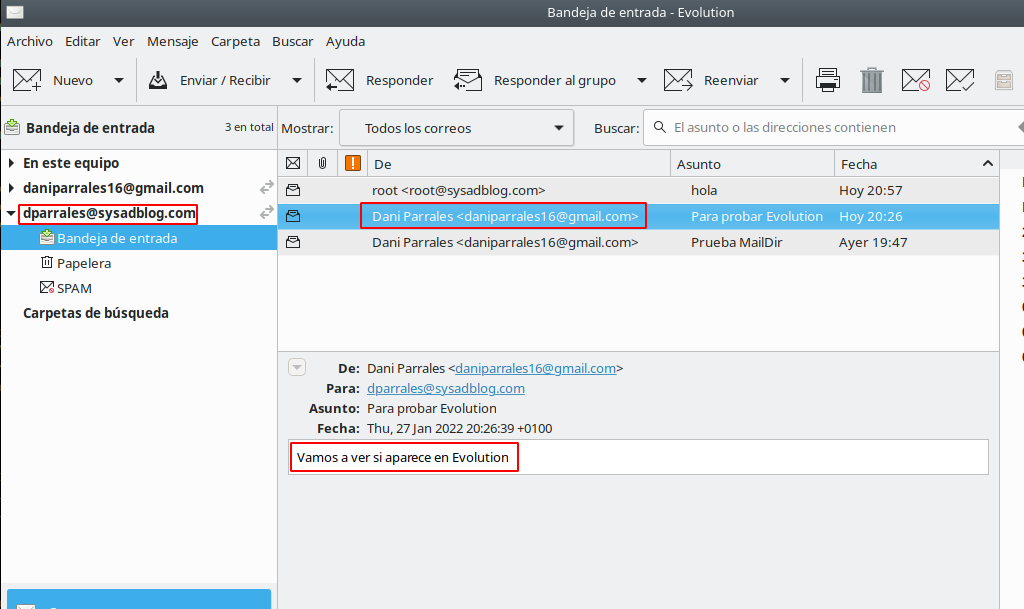 Bandeja de entrada - Evolution
Archivo Editar Ver Mensaje Carpeta Buscar Ayuda
Nuevo Enviar / Recibir Responder Responder al grupo Reenviar
Bandeja de entrada 3 en total Mostrar: Todos los correos Buscar: El asunto o las direcciones contienen
En este equipo
daniparrales16@gmail.com
dparrales@sysadblog.com
Bandeja de entrada
Papelera
SPAM
Carpetas de búsqueda
De Asunto Fecha
root <root@sysadblog.com> hola Hoy 20:57
Dani Parrales <daniparrales16@gmail.com> Para probar Evolution Hoy 20:26
Dani Parrales <daniparrales16@gmail.com> Prueba MailDir Ayer 19:47
De: Dani Parrales <daniparrales16@gmail.com>
Para: dparrales@sysadblog.com
Asunto: Para probar Evolution
Fecha: Thu, 27 Jan 2022 20:26:39 +0100
Vamos a ver si aparece en Evolution